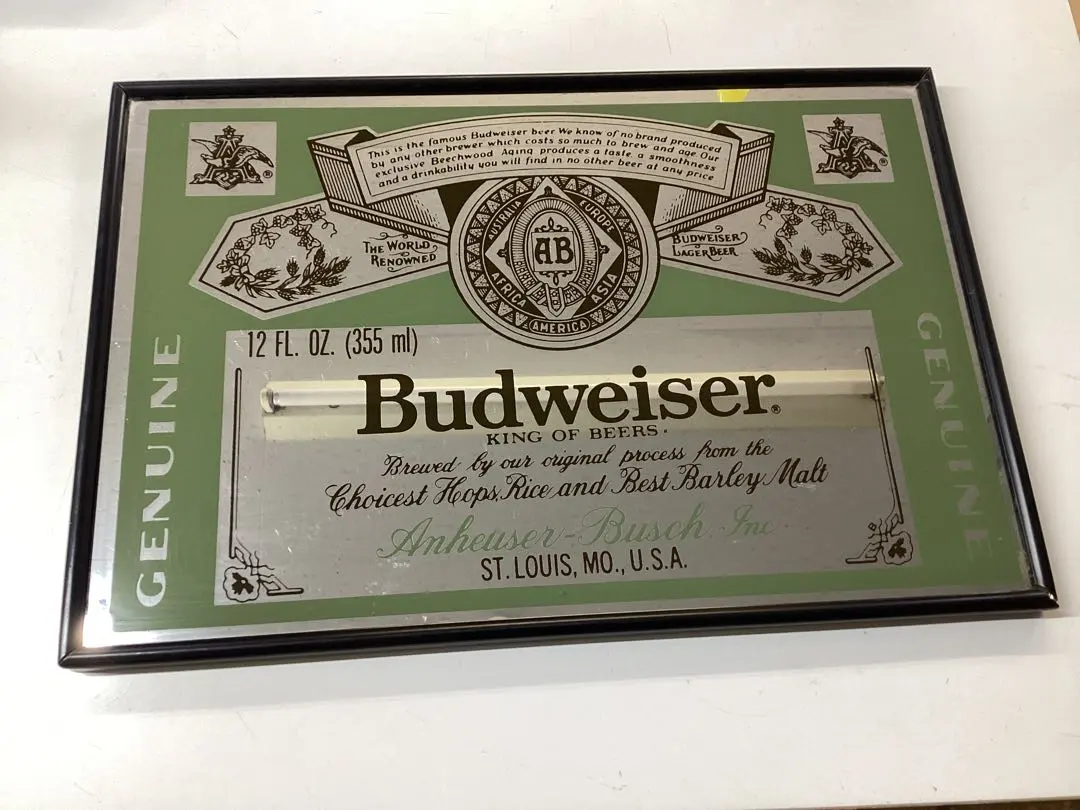 This is the famous Budweiser beer We know of no brand produced
by any other brewer which costs so much to brew and age Our
exclusive Beechwood Aging produces a taste, a smoothness
and a drinkability you will find in no other beer at any price
A
®
A
®
THE WORLD
RENOWNED
AUSTRALIA
EUROPE
AB
AFRICA
ASIA
AMERICA
BUDWEISER
LAGER BEER
GENUINE
12 FL. OZ. (355 ml)
Budweiser®
KING OF BEERS.
Brewed by our original process from the
Choicest Hops, Rice and Best Barley Malt
Anheuser-Busch, Inc
ST. LOUIS, MO., U.S.A.
GENUINE